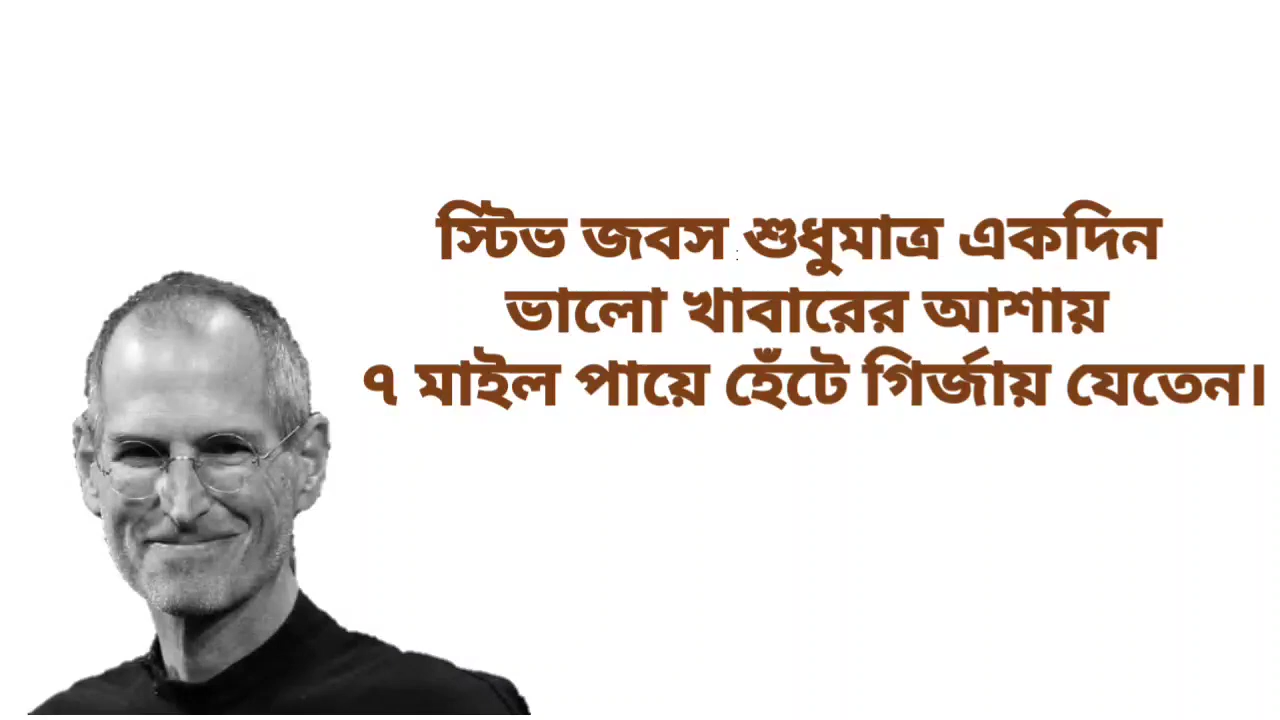 স্টিভ জবস শুধুমাত্র একদিন
ভালো খাবারের আশায়
৭ মাইল পায়ে হেঁটে গির্জায় যেতেন।